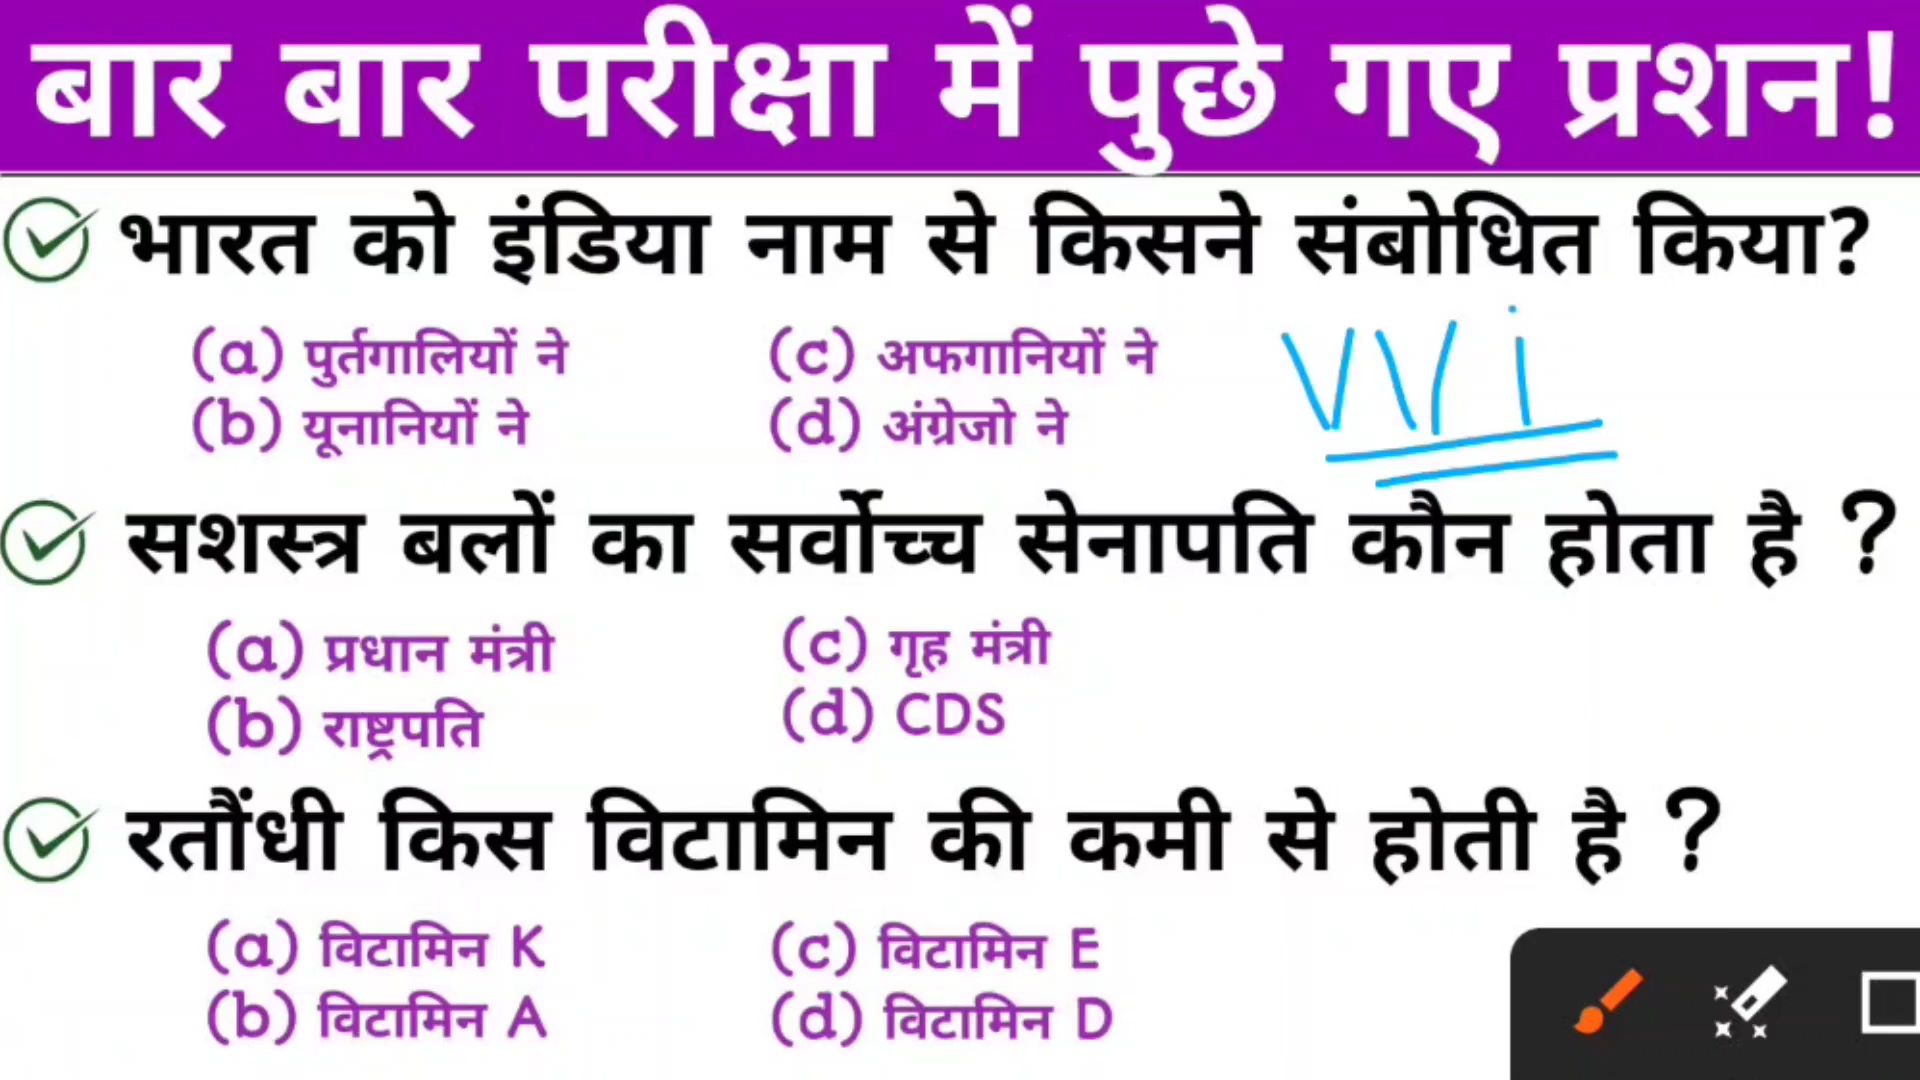 बार बार परीक्षा में पुछे गए प्रशन!
भारत को इंडिया नाम से किसने संबोधित किया?
(a) पुर्तगालियों ने (c) अफगानियों ने
(b) यूनानियों ने (d) अंग्रेजो ने
VVi
सशस्त्र बलों का सर्वोच्च सेनापति कौन होता है ?
(a) प्रधान मंत्री (c) गृह मंत्री
(b) राष्ट्रपति (d) CDS
रतौंधी किस विटामिन की कमी से होती है ?
(a) विटामिन K (c) विटामिन E
(b) विटामिन A (d) विटामिन D